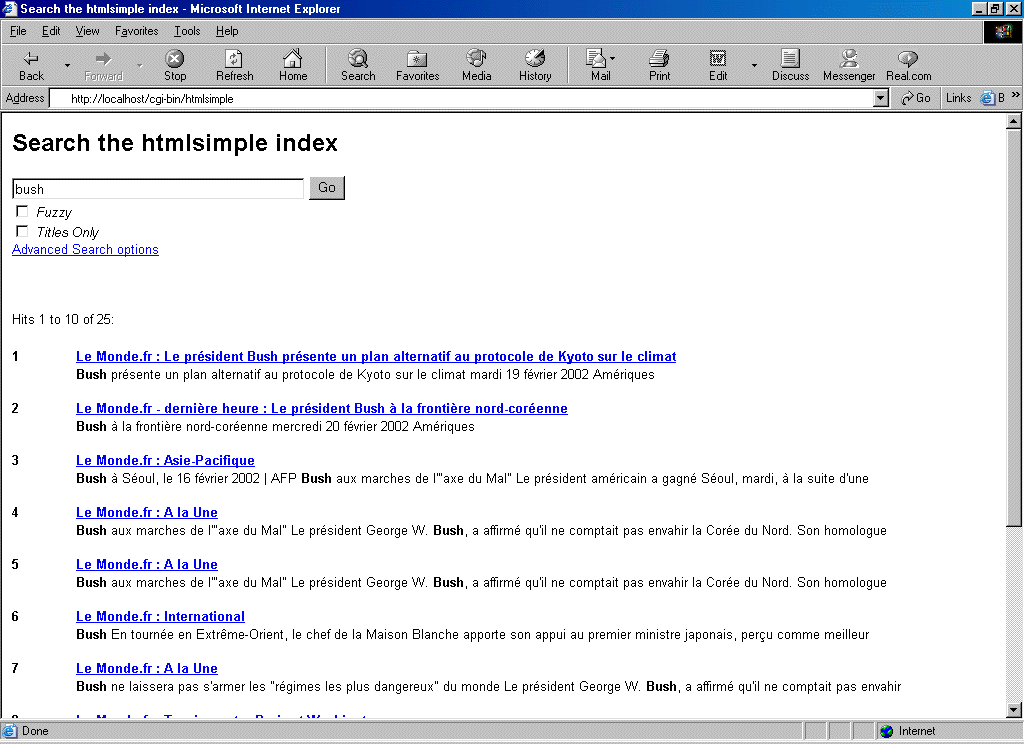 Search the htmlsimple index - Microsoft Internet Explorer
File Edit View Favorites Tools Help
Back Forward Stop Refresh Home Search Favorites Media History Mail Print Edit Discuss Messenger Real.com
Address http://localhost/cgi-bin/htmlsimple Go Links B »
Search the htmlsimple index
bush Go
Fuzzy
Titles Only
Advanced Search options
Hits 1 to 10 of 25:
1 Le Monde.fr : Le président Bush présente un plan alternatif au protocole de Kyoto sur le climat
Bush présente un plan alternatif au protocole de Kyoto sur le climat mardi 19 février 2002 Amériques
2 Le Monde.fr - dernière heure : Le président Bush à la frontière nord-coréenne
Bush à la frontière nord-coréenne mercredi 20 février 2002 Amériques
3 Le Monde.fr : Asie-Pacifique
Bush à Séoul, le 16 février 2002 | AFP Bush aux marches de l'"axe du Mal" Le président américain a gagné Séoul, mardi, à la suite d'une
4 Le Monde.fr : A la Une
Bush aux marches de l'"axe du Mal" Le président George W. Bush, a affirmé qu'il ne comptait pas envahir la Corée du Nord. Son homologue
5 Le Monde.fr : A la Une
Bush aux marches de l'"axe du Mal" Le président George W. Bush, a affirmé qu'il ne comptait pas envahir la Corée du Nord. Son homologue
6 Le Monde.fr : International
Bush En tournée en Extrême-Orient, le chef de la Maison Blanche apporte son appui au premier ministre japonais, perçu comme meilleur
7 Le Monde.fr : A la Une
Bush ne laissera pas s'armer les "régimes les plus dangereux" du monde Le président George W. Bush, a affirmé qu'il ne comptait pas envahir
Done Internet